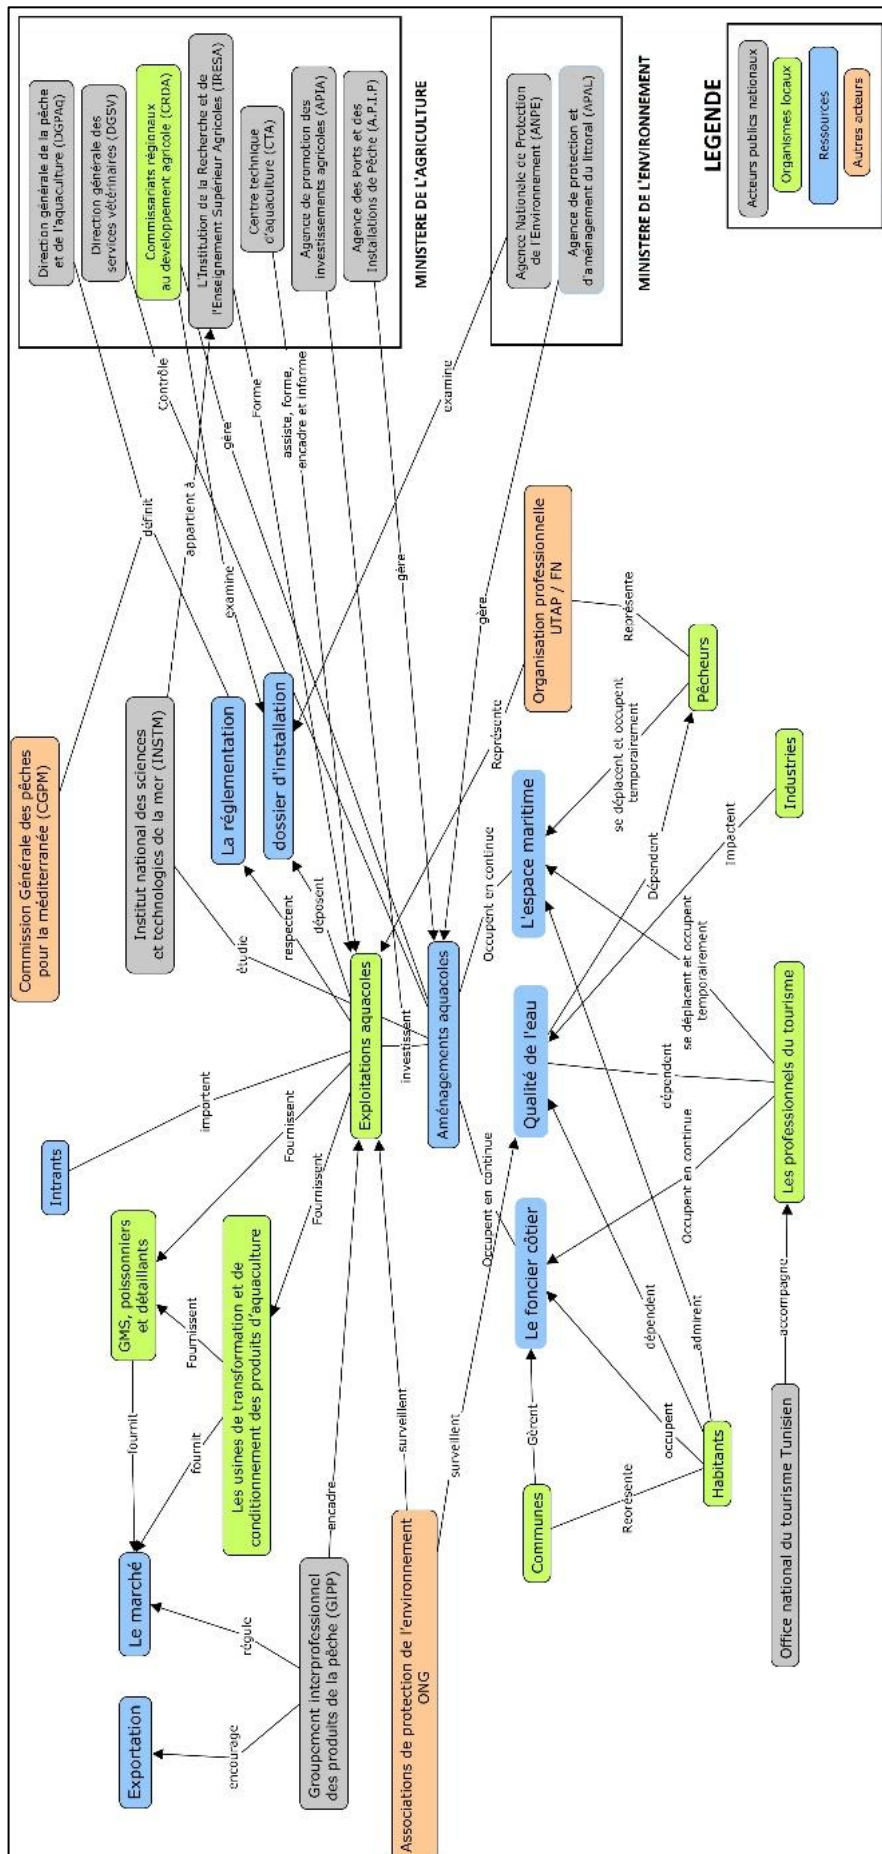 Commission Générale des pêches
pour la méditerranée (CGPM)
Intrants
Direction générale de la pêche
et de l'aquaculture (DGPAq)
Direction générale des
services vétérinaires (DGSV)
Commissariats régionaux
au developpement agricole (CRDA)
L'Institution de la Recherche et de
l'Enseignement Supérieur Agricoles (IRESA)
Centre technique
d'aquaculture (CTA)
Agence de promotion des
investissements agricoles (APIA)
Agence des Ports et des
Installations de Pêche (A.P.I.P)
MINISTERE DE L'AGRICULTURE
Exportation
Le marché
GMS, poissonniers
et détaillants
Institut national des sciences
et technologies de la mer (INSTM)
définit
appartient à
Contrôle
importent
fournit
Fournissent
fournit
Les usines de transformation et de
conditionnement des produits d'aquaculture
Fournissent
étude
La réglementation
examine
gère
Forme
encourage
régule
respectent
dossier d'installation
assiste, forme,
encadre et informe
Groupement interprofessionnel
des produits de la pêche (GIPP)
encadre
Fournissent
déposent
Exploitations aquacoles
gère
Associations de protection de l'environnement
ONG
surveillent
investissent
Aménagements aquacoles
examine
surveillent
Occupent en continue
Occupent en continue
Représente
gère
Agence Nationale de Protection
de l'Environnement (ANPE)
Agence de protection et
d'aménagement du littoral (APAL)
MINISTERE DE L'ENVIRONNEMENT
Communes
Gèrent
Le foncier côtier
Qualité de l'eau
L'espace maritime
Organisation professionnelle
UTAP / FN
Reorésente
occupent
dépendent
admirent
Occupent en continue
dépendent
se déplacent et occupent
temporairement
Dépendent
se déplacent et occupent
temporairement
Représente
Habitants
Pêcheurs
Impactent
Industries
Office national du tourisme Tunisien
accompagne
Les professionnels du tourisme
LEGENDE
Acteurs publics nationaux
Organismes locaux
Ressources
Autres acteurs